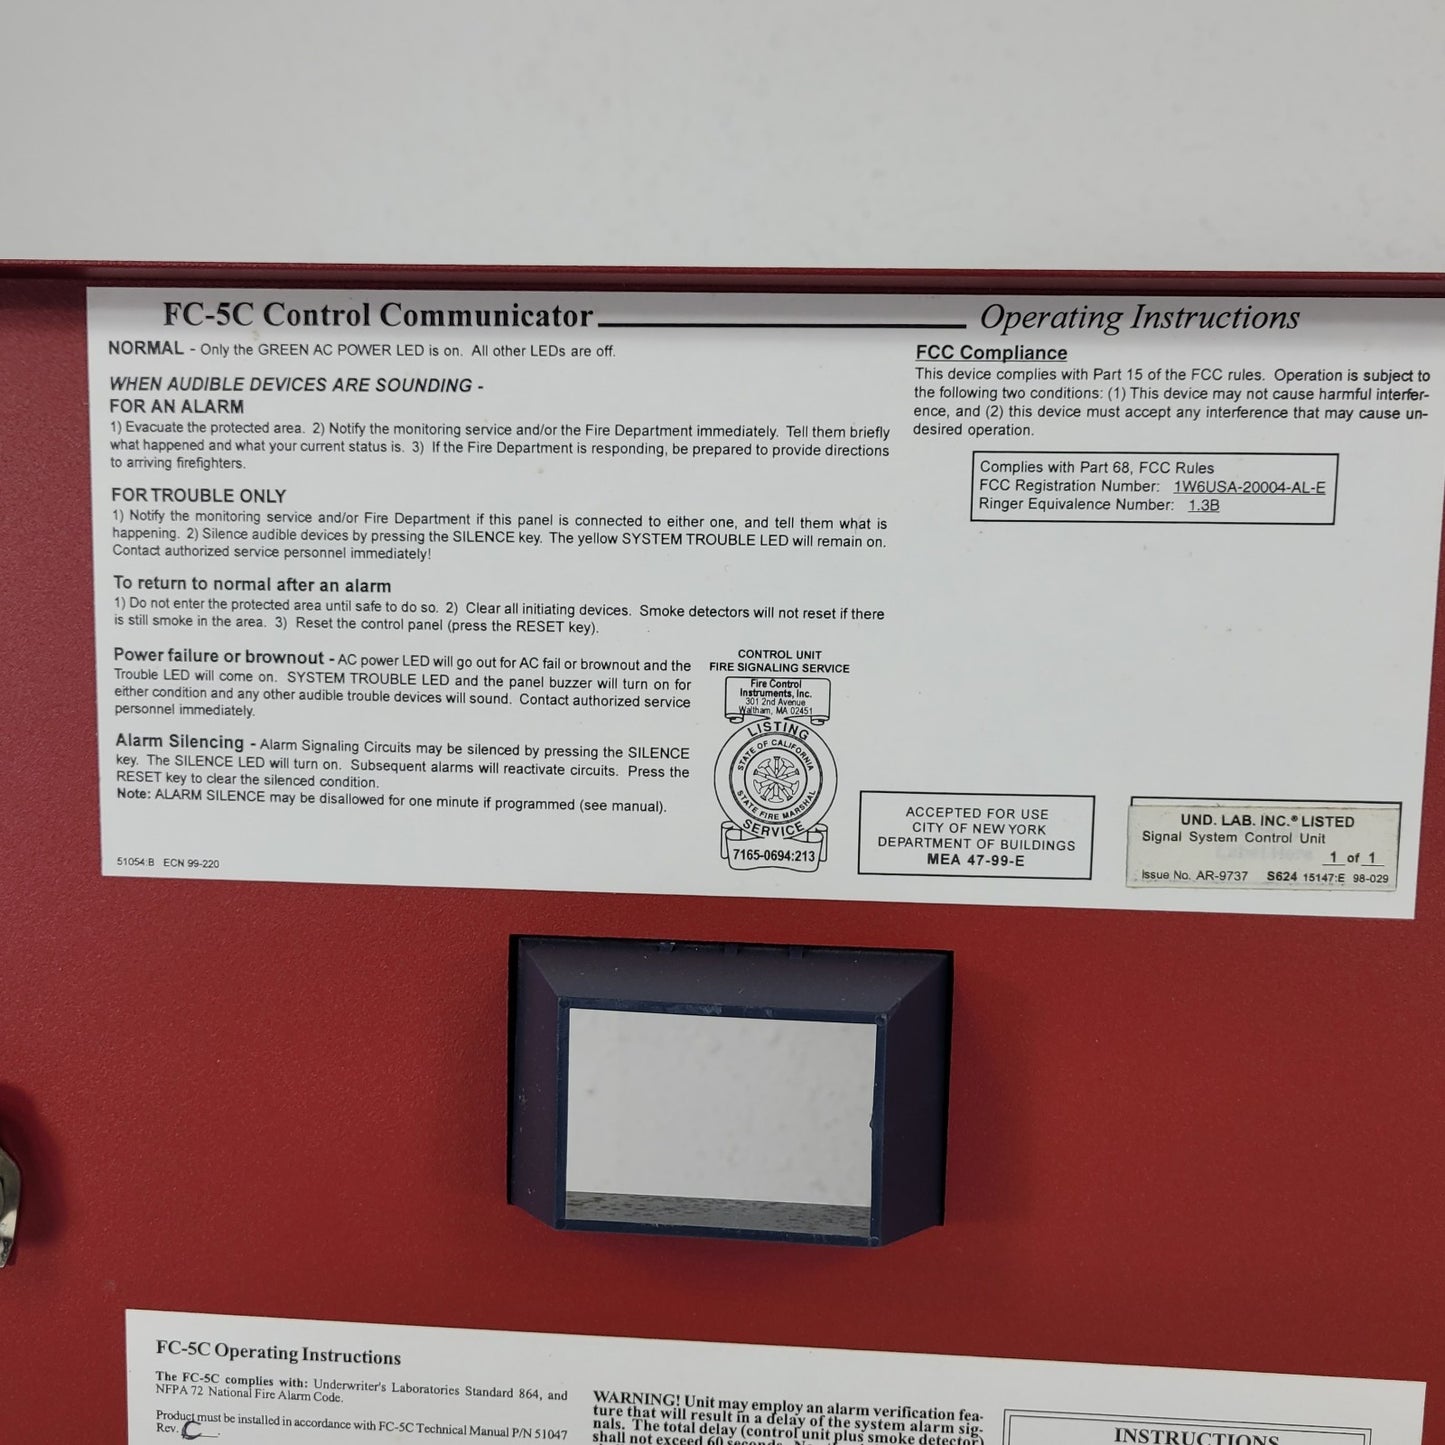 FC-5C Control Communicator
Operating Instructions
NORMAL - Only the GREEN AC POWER LED is on. All other LEDs are off.
WHEN AUDIBLE DEVICES ARE SOUNDING -
FOR AN ALARM
1) Evacuate the protected area. 2) Notify the monitoring service and/or the Fire Department immediately. Tell them briefly
what happened and what your current status is. 3) If the Fire Department is responding, be prepared to provide directions
to arriving firefighters.
FOR TROUBLE ONLY
1) Notify the monitoring service and/or Fire Department if this panel is connected to either one, and tell them what is
happening. 2) Silence audible devices by pressing the SILENCE key. The yellow SYSTEM TROUBLE LED will remain on.
Contact authorized service personnel immediately!
To return to normal after an alarm
1) Do not enter the protected area until safe to do so. 2) Clear all initiating devices. Smoke detectors will not reset if there
is still smoke in the area. 3) Reset the control panel (press the RESET key).
Power failure or brownout - AC power LED will go out for AC fail or brownout and the
Trouble LED will come on. SYSTEM TROUBLE LED and the panel buzzer will turn on for
either condition and any other audible trouble devices will sound. Contact authorized service
personnel immediately.
Alarm Silencing - Alarm Signaling Circuits may be silenced by pressing the SILENCE
key. The SILENCE LED will turn on. Subsequent alarms will reactivate circuits. Press the
RESET key to clear the silenced condition.
Note: ALARM SILENCE may be disallowed for one minute if programmed (see manual).
51054:B ECN 99-220
CONTROL UNIT
FIRE SIGNALING SERVICE
Fire Control
Instruments, Inc.
301 2nd Avenue
Waltham, MA 02451
LISTING
STATE OF CALIFORNIA
STATE FIRE MARSHAL
SERVICE
7165-0694:213
FCC Compliance
This device complies with Part 15 of the FCC rules. Operation is subject to
the following two conditions: (1) This device may not cause harmful interfer-
ence, and (2) this device must accept any interference that may cause un-
desired operation.
Complies with Part 68, FCC Rules
FCC Registration Number: 1W6USA-20004-AL-E
Ringer Equivalence Number: 1.3B
ACCEPTED FOR USE
CITY OF NEW YORK
DEPARTMENT OF BUILDINGS
MEA 47-99-E
UND. LAB. INC.® LISTED
Signal System Control Unit
1 of 1
Issue No. AR-9737 S624 15147:E 98-029
FC-5C Operating Instructions
The FC-5C complies with: Underwriter's Laboratories Standard 864, and
NFPA 72 National Fire Alarm Code.
Product must be installed in accordance with FC-5C Technical Manual P/N 51047
Rev. C.
WARNING! Unit may employ an alarm verification fea-
ture that will result in a delay of the system alarm sig-
nals. The total delay (control unit plus smoke detector)
shall not exceed 60 seconds.
INSTRUCTIONS